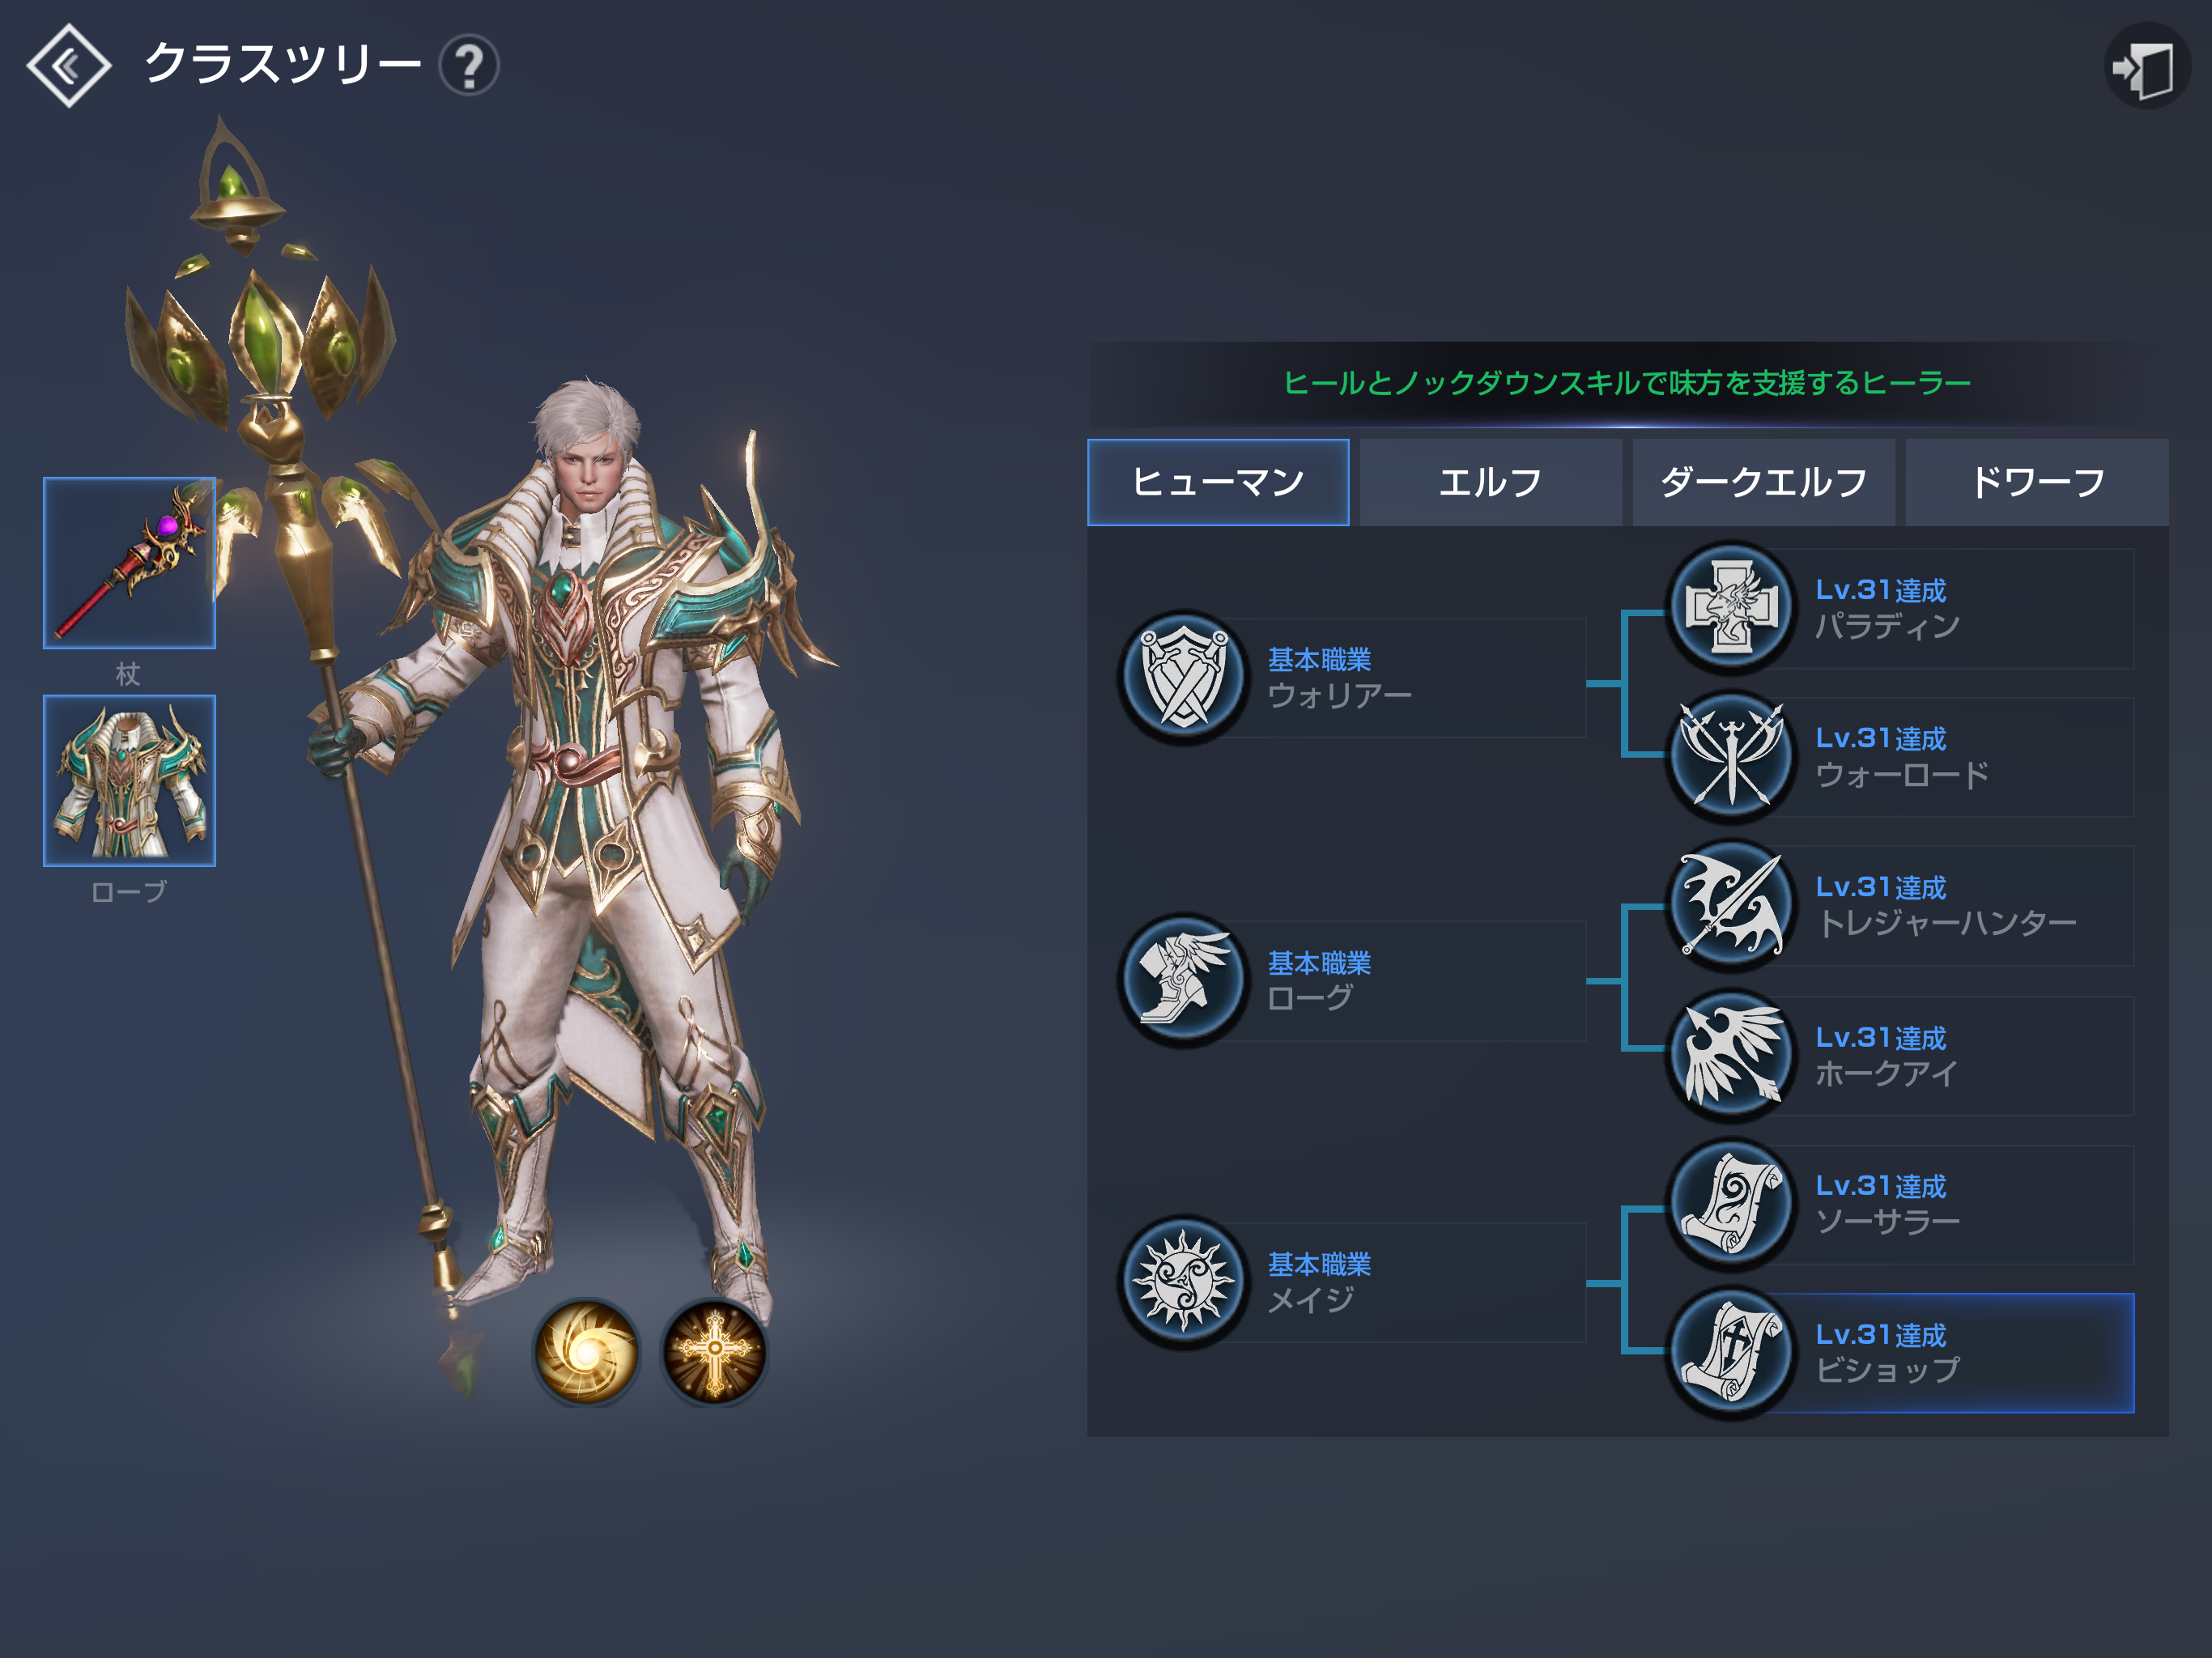 クラスツリー ?
杖
ローブ
ヒールとノックダウンスキルで味方を支援するヒーラー
ヒューマン
エルフ
ダークエルフ
ドワーフ
基本職業
ウォリアー
Lv.31達成
パラディン
Lv.31達成
ウォーロード
基本職業
ローグ
Lv.31達成
トレジャーハンター
Lv.31達成
ホークアイ
基本職業
メイジ
Lv.31達成
ソーサラー
Lv.31達成
ビショップ